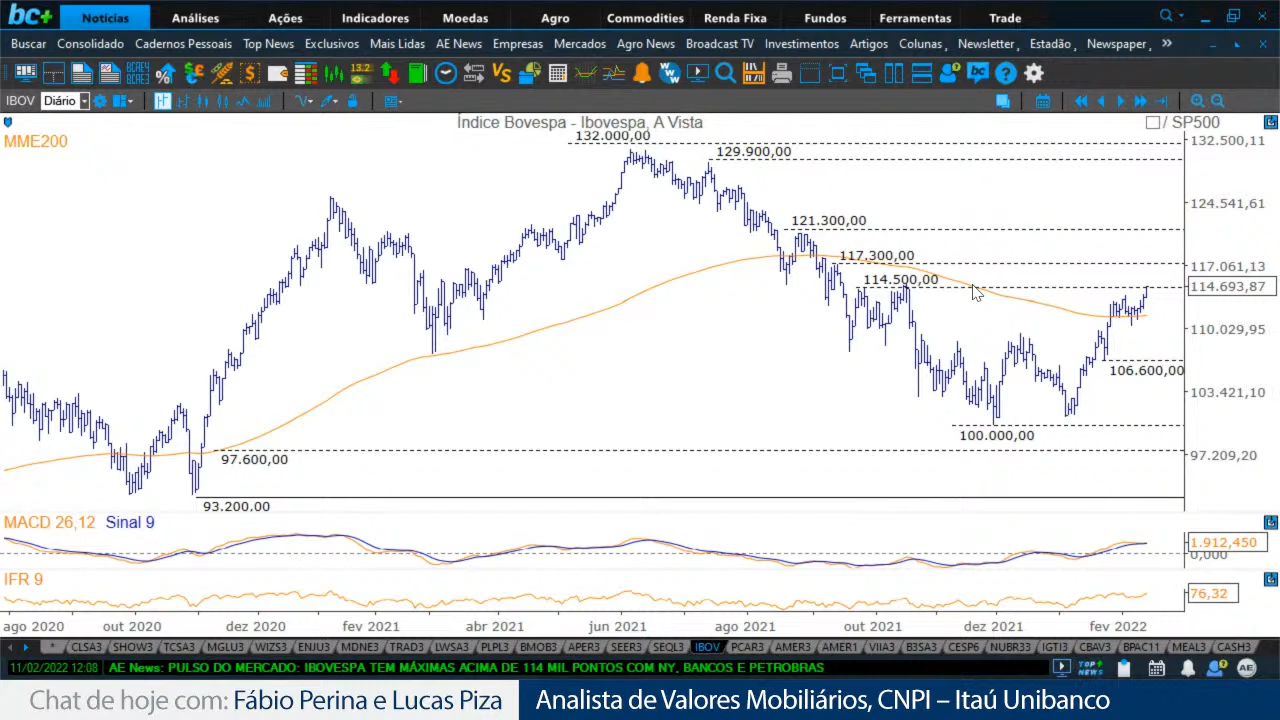 bc+ Notícias Análises Ações Indicadores Moedas Agro Commodities Renda Fixa Fundos Ferramentas Trade
Buscar Consolidado Cadernos Pessoais Top News Exclusivos Mais Lidas AE News Empresas Mercados Agro News Broadcast TV Investimentos Artigos Colunas Newsletter Estadão Newspaper »
IBOV Diário
Índice Bovespa - Ibovespa, A Vista
/ SP500
MME200
132.000,00
132.500,11
129.900,00
124.541,61
121.300,00
117.300,00
117.061,13
114.500,00
114.693,87
110.029,95
106.600,00
103.421,10
100.000,00
97.600,00
97.209,20
93.200,00
MACD 26,12 Sinal 9
1.912,450
0,000
IFR 9
76,32
ago 2020 out 2020 dez 2020 fev 2021 abr 2021 jun 2021 ago 2021 out 2021 dez 2021 fev 2022
* CLSA3 SHOW3 TCSA3 MGLU3 WIZS3 ENJU3 MDNE3 TRAD3 LWSA3 PLPL3 BMOB3 APER3 SEER3 SEQL3 IBOV PCAR3 AMER3 AMER1 VIIA3 B3SA3 CESP6 NUBR33 IGTI3 CBAV3 BPAC11 MEAL3 CASH3
11/02/2022 12:08 AE News: PULSO DO MERCADO: IBOVESPA TEM MÁXIMAS ACIMA DE 114 MIL PONTOS COM NY, BANCOS E PETROBRAS
TOP+ NEWS AE
Chat de hoje com: Fábio Perina e Lucas Piza Analista de Valores Mobiliários, CNPI – Itaú Unibanco